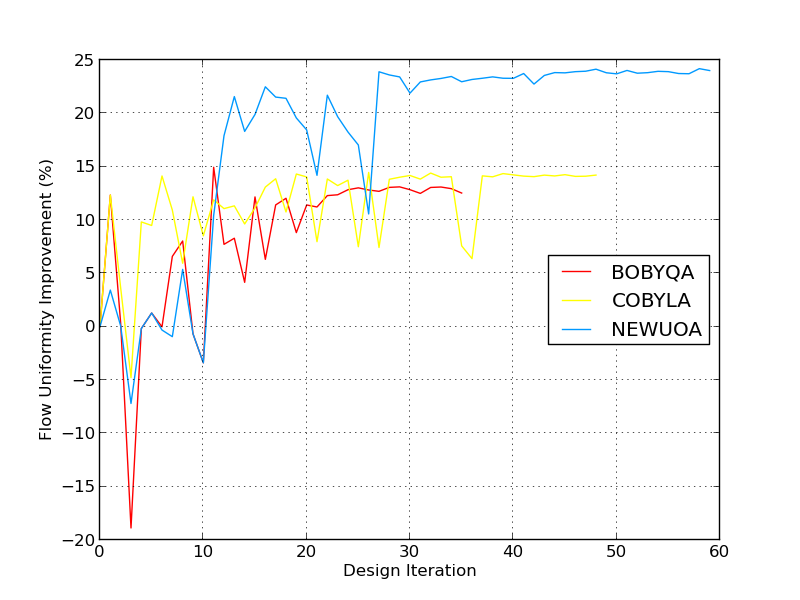 25
20
15
10
5
0
−5
−10
−15
−20
Flow Uniformity Improvement (%)
BOBYQA
COBYLA
NEWUOA
0 10 20 30 40 50 60
Design Iteration